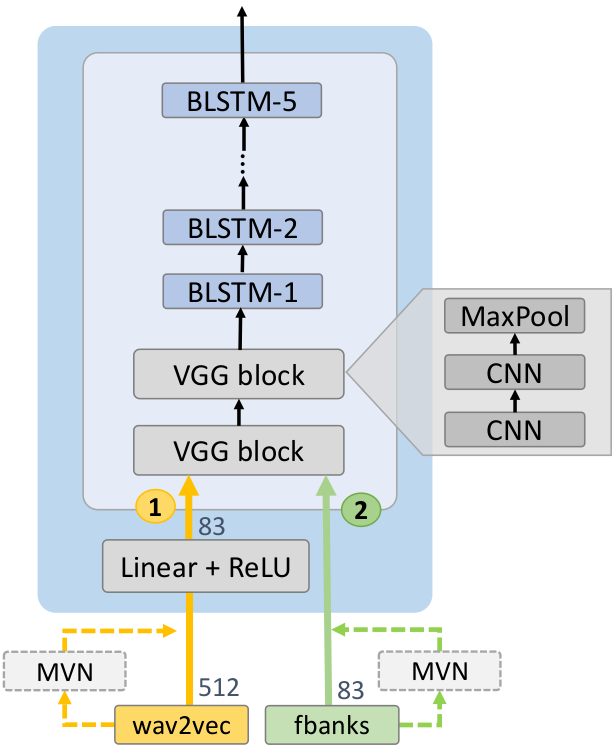 BLSTM-5
BLSTM-2
BLSTM-1
VGG block
VGG block
MaxPool
CNN
CNN
1
2
83
Linear + ReLU
MVN
MVN
512
83
wav2vec
fbanks